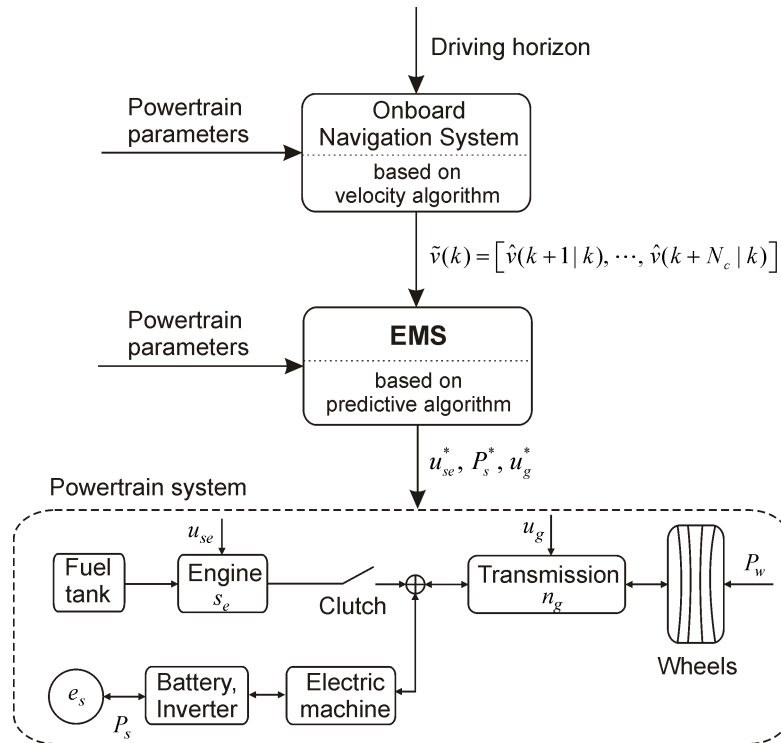 Driving horizon
Powertrain
parameters
Onboard
Navigation System
based on
velocity algorithm
ṽ(k) = [v̂(k+1|k), ⋯, v̂(k+N_c|k)]
Powertrain
parameters
EMS
based on
predictive algorithm
u*_se, P*_s, u*_g
Powertrain system
u_se
u_g
Fuel
tank
Engine
s_e
Clutch
Transmission
n_g
P_w
Wheels
e_s
P_s
Battery,
Inverter
Electric
machine